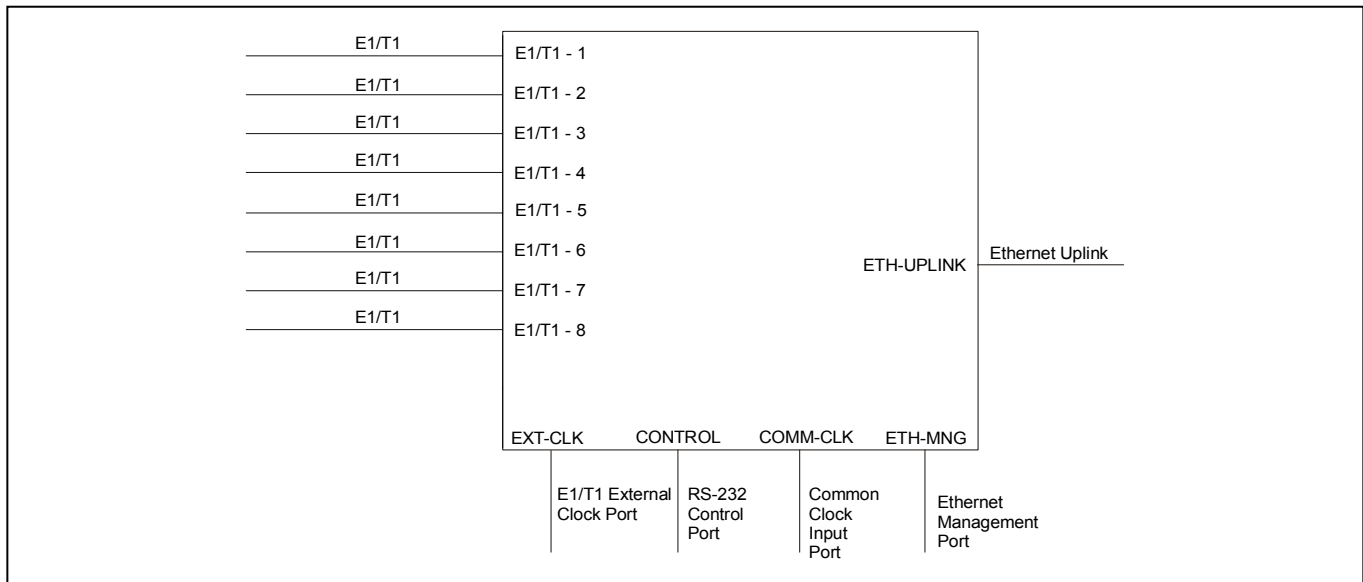 E1/T1
E1/T1 - 1
E1/T1
E1/T1 - 2
E1/T1
E1/T1 - 3
E1/T1
E1/T1 - 4
E1/T1
E1/T1 - 5
E1/T1
E1/T1 - 6
E1/T1
E1/T1 - 7
E1/T1
E1/T1 - 8
ETH-UPLINK
Ethernet Uplink
EXT-CLK
CONTROL
COMM-CLK
ETH-MNG
E1/T1 External
Clock Port
RS-232
Control
Port
Common
Clock
Input
Port
Ethernet
Management
Port